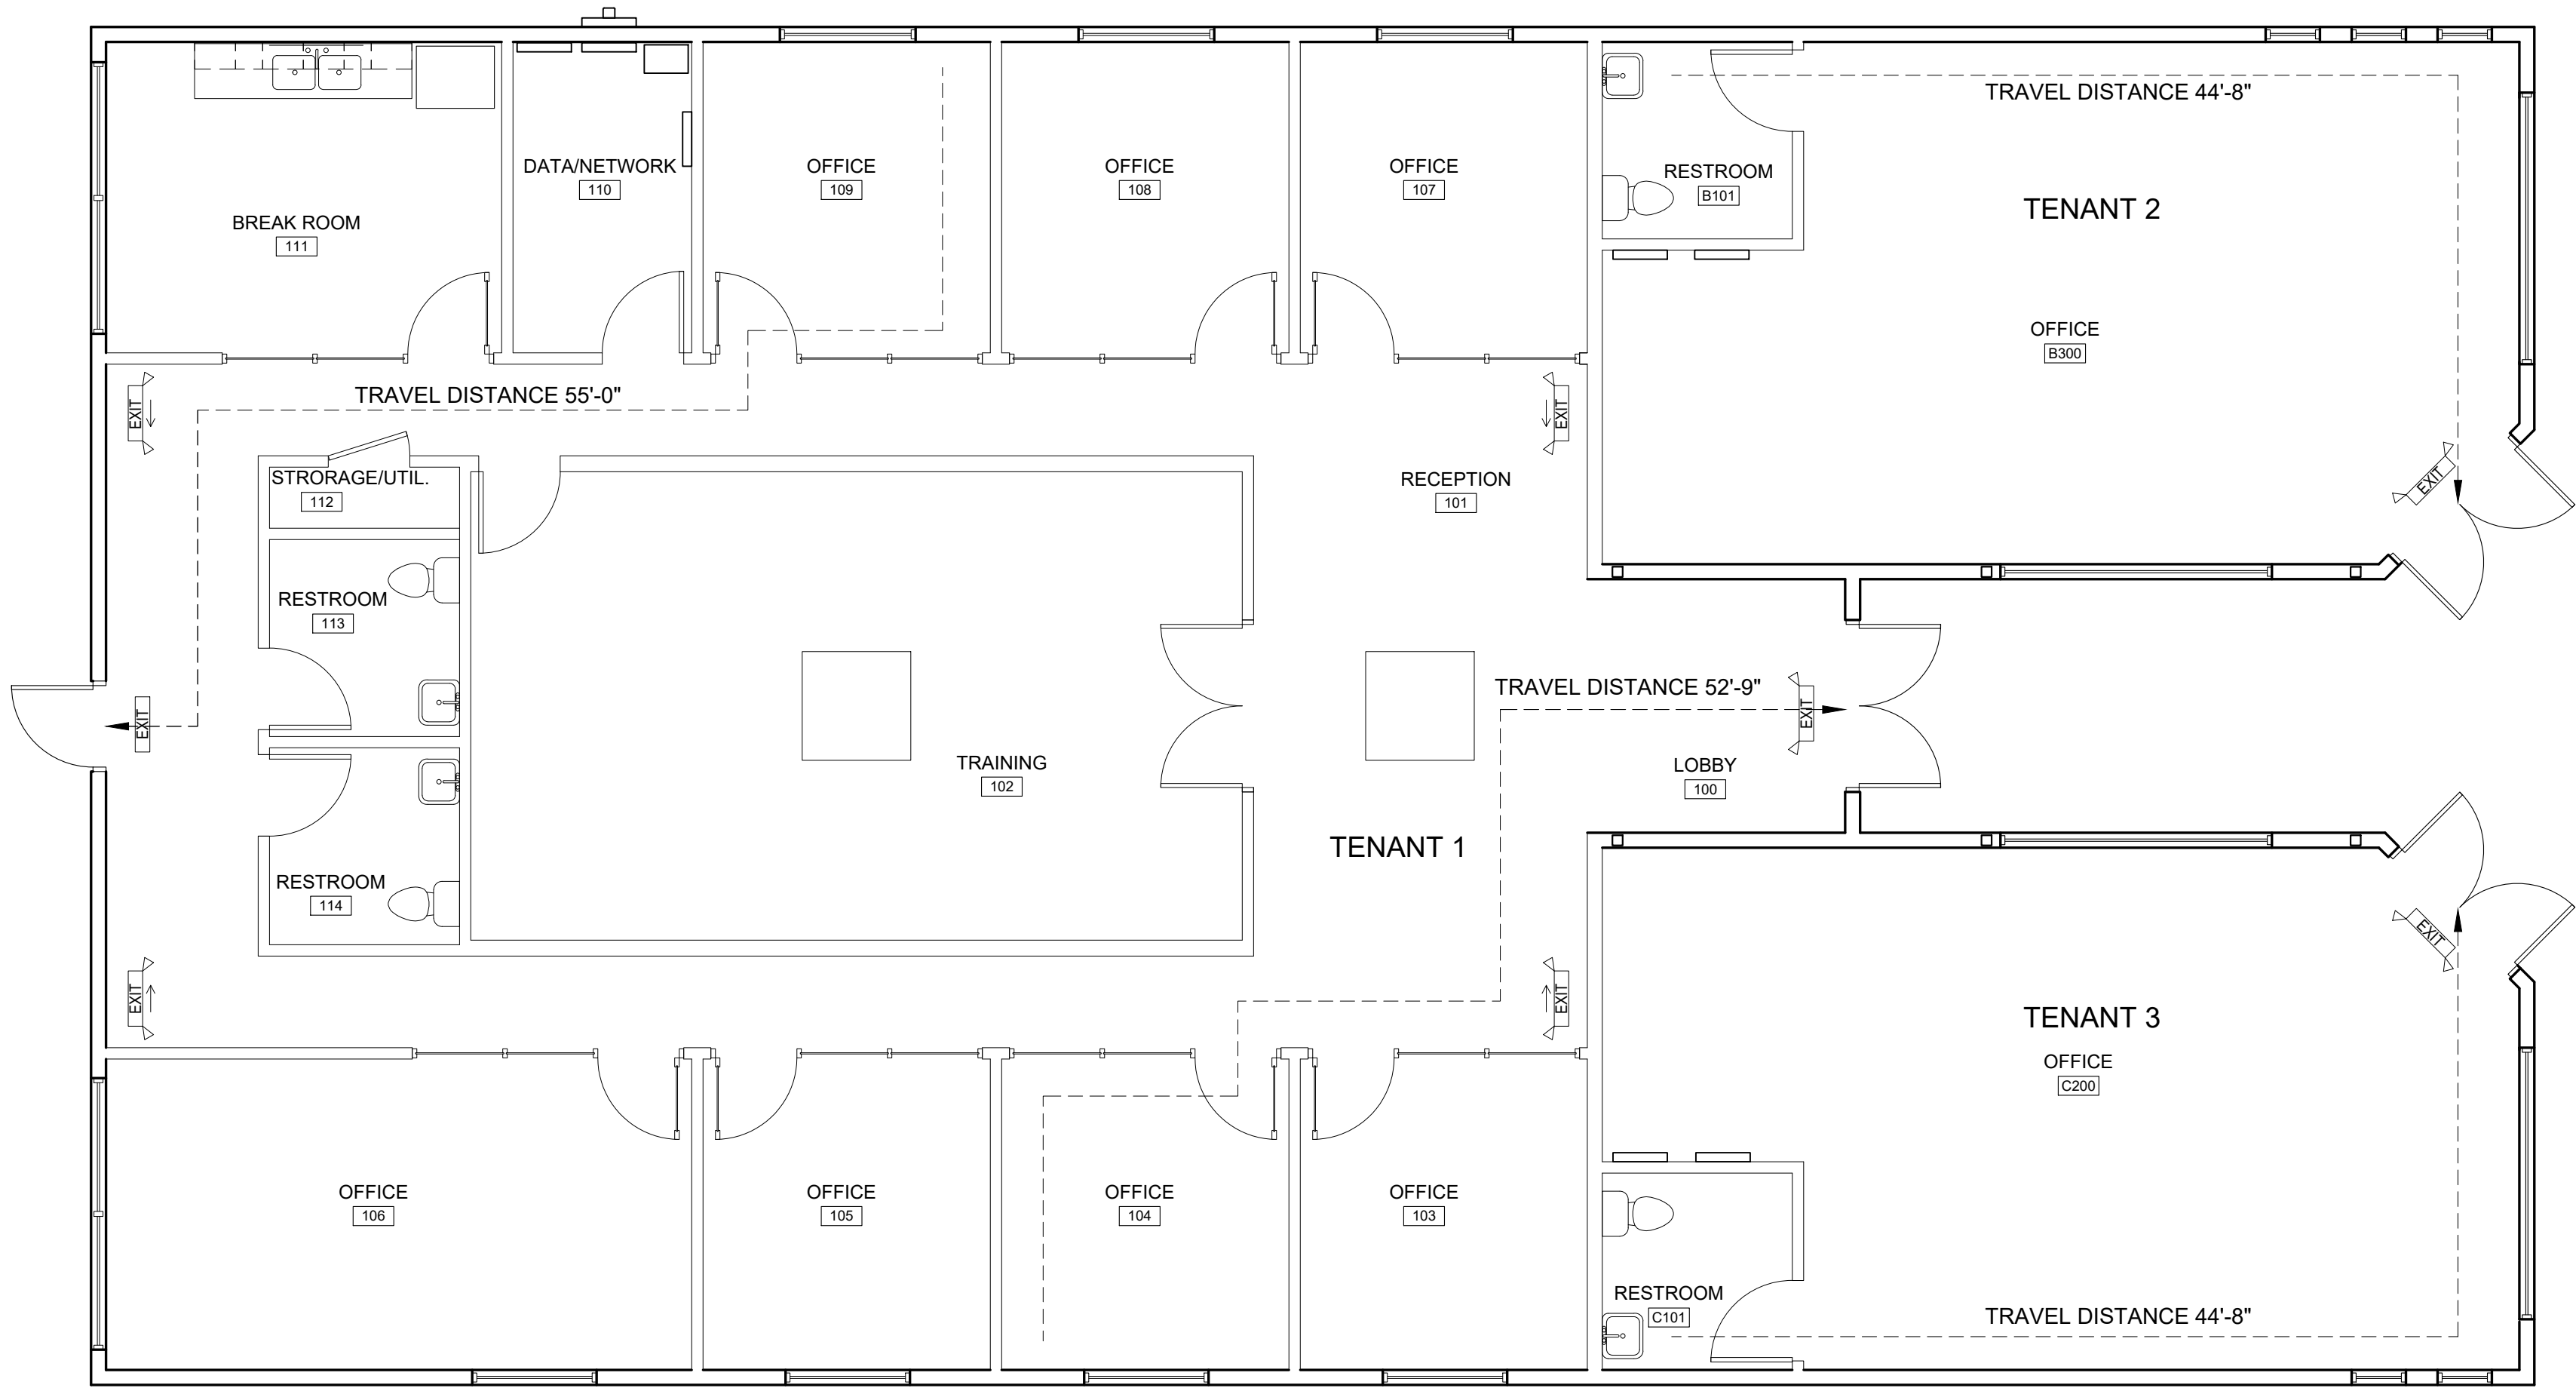 TRAVEL DISTANCE 44'-8"
DATA/NETWORK
110
OFFICE
109
OFFICE
108
OFFICE
107
RESTROOM
B101
TENANT 2
BREAK ROOM
111
OFFICE
B300
TRAVEL DISTANCE 55'-0"
EXIT
EXIT
STRORAGE/UTIL.
112
RECEPTION
101
EXIT
RESTROOM
113
TRAVEL DISTANCE 52'-9"
EXIT
EXIT
TRAINING
102
LOBBY
100
TENANT 1
RESTROOM
114
EXIT
EXIT
EXIT
TENANT 3
OFFICE
C200
OFFICE
106
OFFICE
105
OFFICE
104
OFFICE
103
RESTROOM
C101
TRAVEL DISTANCE 44'-8"